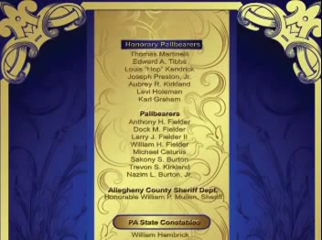 Honorary Pallbearers
Thomas Martinelli
Edward A. Tibbs
Louis "Hop" Kendrick
Joseph Preston, Jr.
Aubrey R. Kirkland
Levi Holeman
Karl Graham
Pallbearers
Anthony H. Fielder
Dock M. Fielder
Larry J. Fielder II
William H. Fielder
Michael Caturiis
Sakony S. Burton
Trevon S. Kirkland
Nazim L. Burton, Jr.
Allegheny County Sheriff Dept.
Honorable William P. Mullen, Sheriff
PA State Constables
William Hambrick